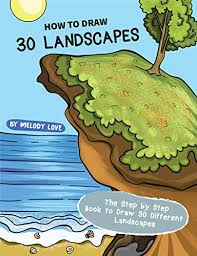 HOW TO DRAW
30 LANDSCAPES
BY MELODY LOVE
The Step by Step
Book to Draw 30 Different
Landscapes